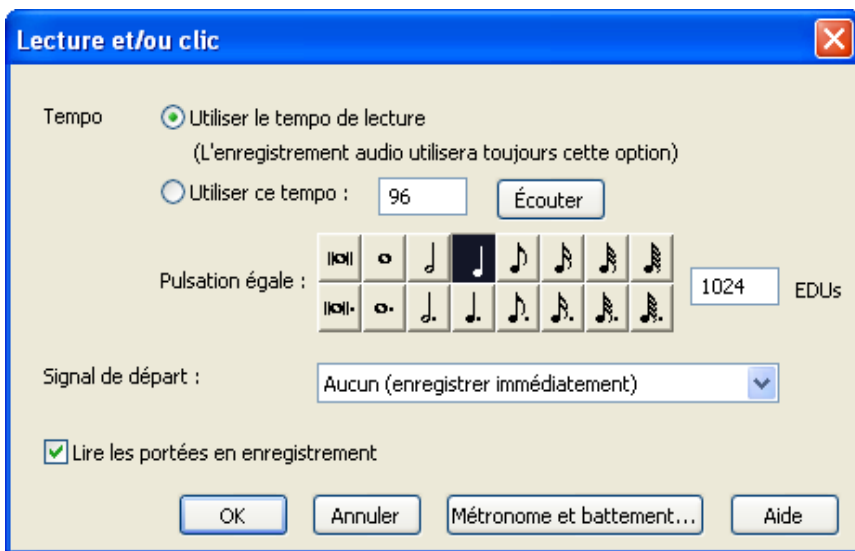 Lecture et/ou clic
Tempo
Utiliser le tempo de lecture
(L'enregistrement audio utilisera toujours cette option)
Utiliser ce tempo : 96 Écouter
Pulsation égale : 1024 EDUs
Signal de départ : Aucun (enregistrer immédiatement)
Lire les portées en enregistrement
OK Annuler Métronome et battement... Aide